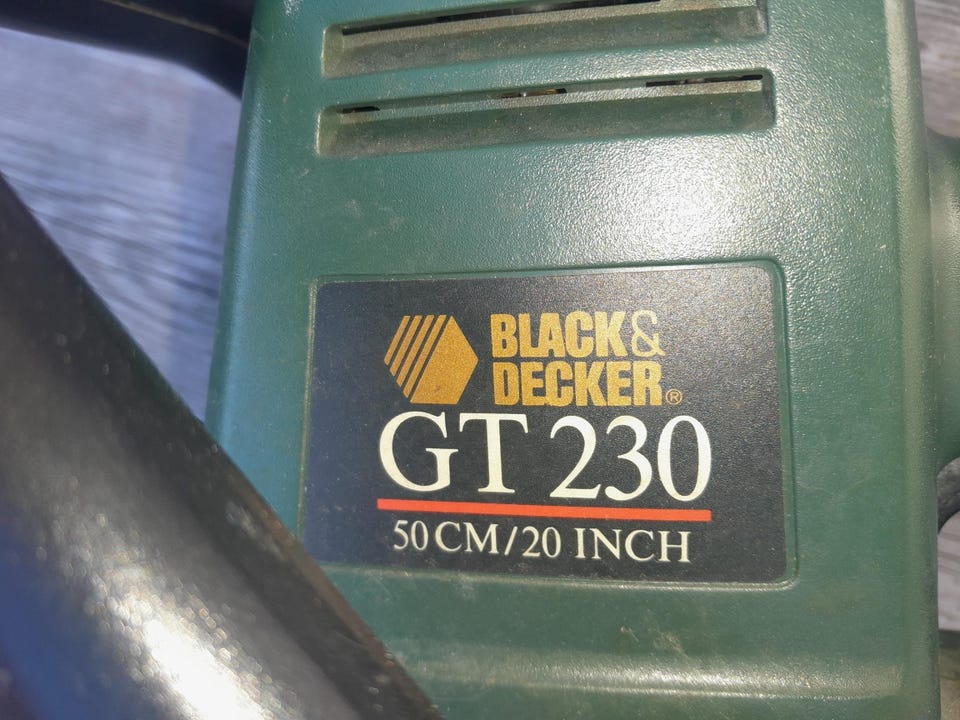 BLACK&
DECKER®
GT 230
50 CM/20 INCH